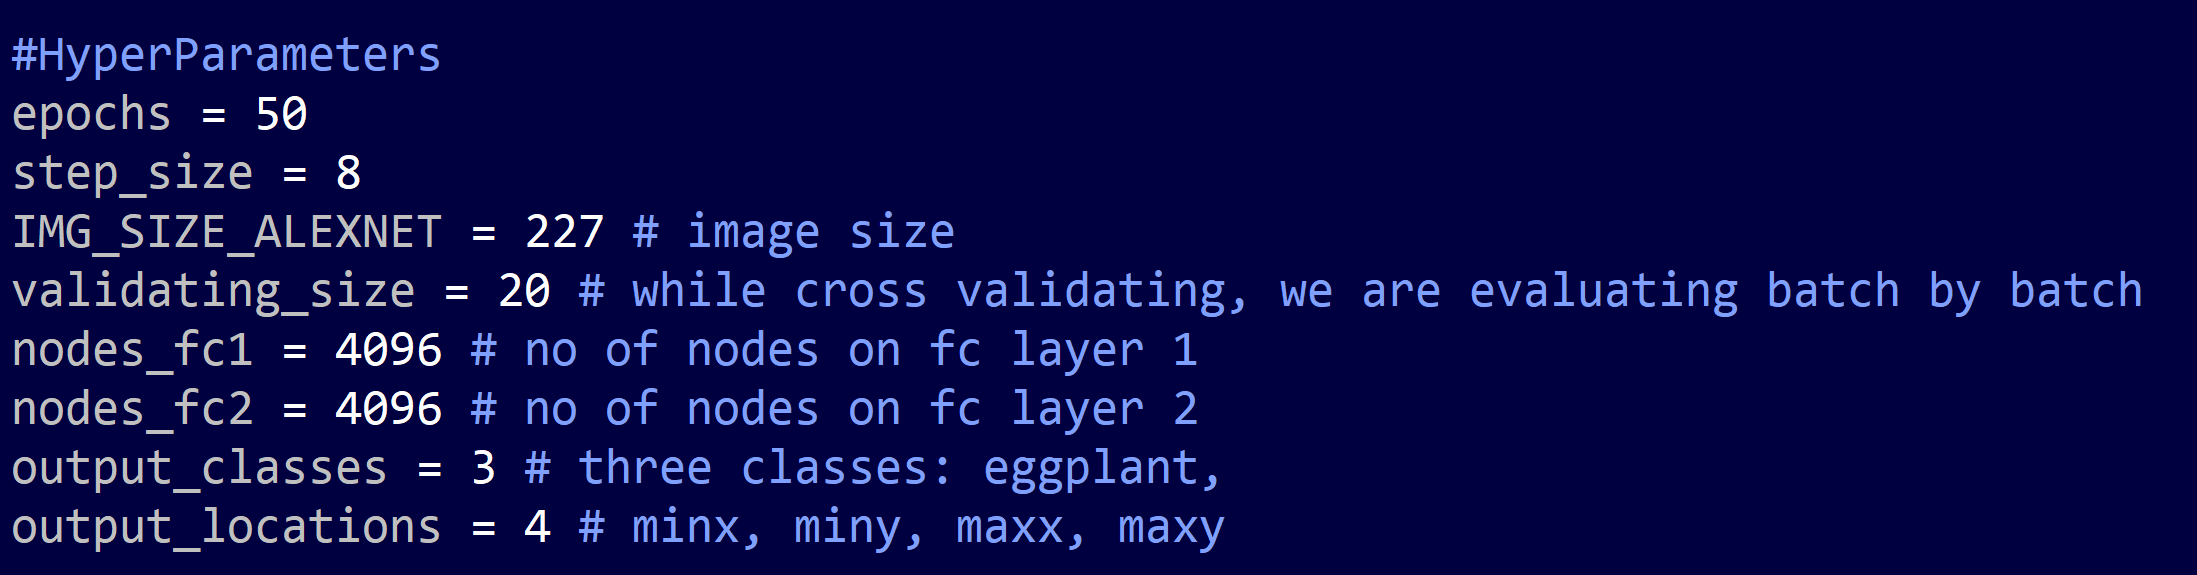 #HyperParameters
epochs = 50
step_size = 8
IMG_SIZE_ALEXNET = 227 # image size
validating_size = 20 # while cross validating, we are evaluating batch by batch
nodes_fc1 = 4096 # no of nodes on fc layer 1
nodes_fc2 = 4096 # no of nodes on fc layer 2
output_classes = 3 # three classes: eggplant,
output_locations = 4 # minx, miny, maxx, maxy